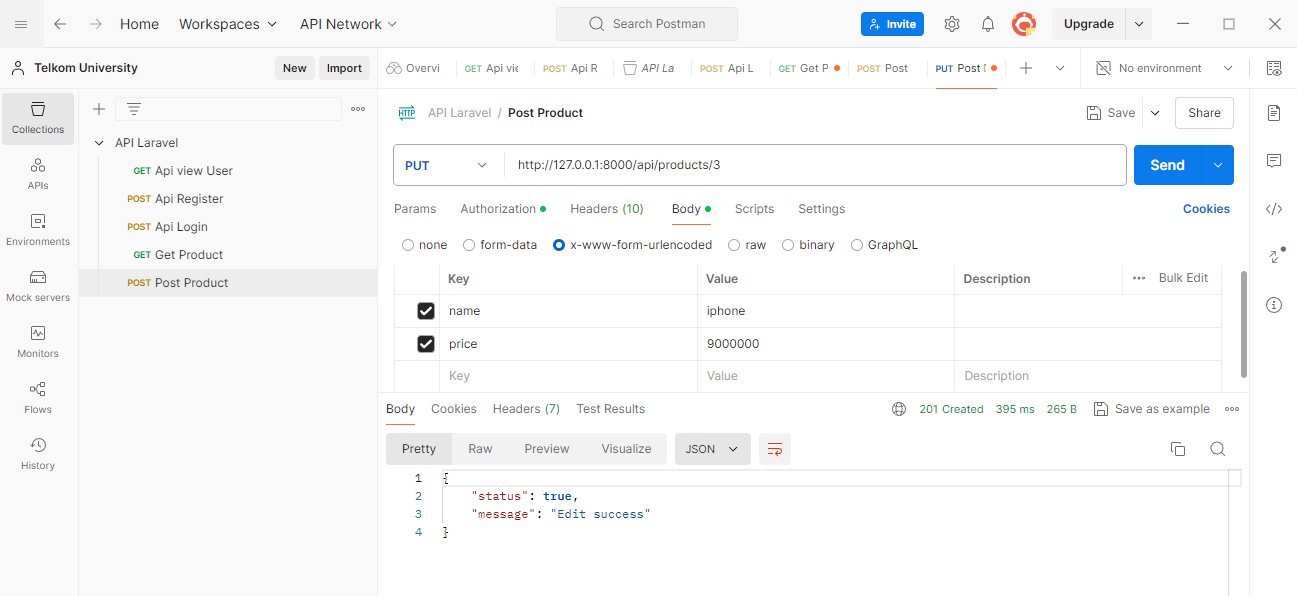 Home Workspaces API Network Search Postman Invite Upgrade
Telkom University New Import Overvi GET Api vie POST Api R API La POST Api L GET Get P POST Post PUT Post No environment
Collections
APIs
Environments
Mock servers
Monitors
Flows
History
API Laravel
GET Api view User
POST Api Register
POST Api Login
GET Get Product
POST Post Product
HTTP API Laravel / Post Product Save Share
PUT http://127.0.0.1:8000/api/products/3 Send
Params Authorization Headers (10) Body Scripts Settings Cookies
none form-data x-www-form-urlencoded raw binary GraphQL
Key Value Description Bulk Edit
name iphone
price 9000000
Key Value Description
Body Cookies Headers (7) Test Results 201 Created 395 ms 265 B Save as example
Pretty Raw Preview Visualize JSON
1 {
2 "status": true,
3 "message": "Edit success"
4 }